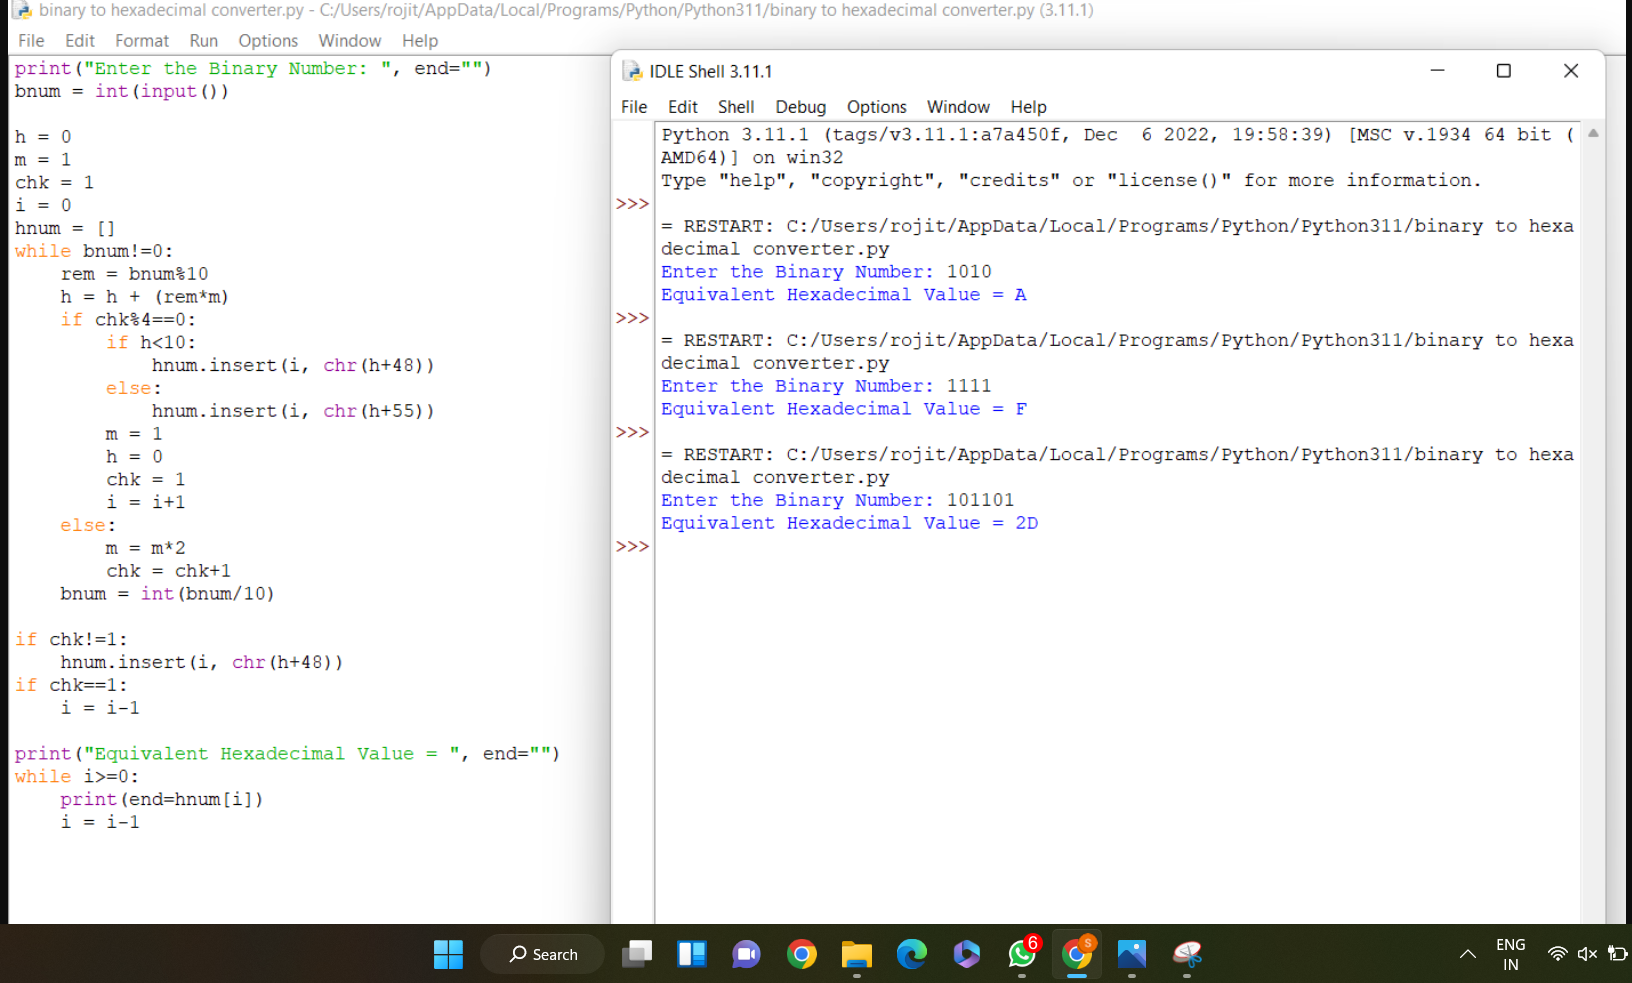 binary to hexadecimal converter.py - C:/Users/rojit/AppData/Local/Programs/Python/Python311/binary to hexadecimal converter.py (3.11.1)
File Edit Format Run Options Window Help
print("Enter the Binary Number: ", end="")
bnum = int(input())

h = 0
m = 1
chk = 1
i = 0
hnum = []
while bnum!=0:
    rem = bnum%10
    h = h + (rem*m)
    if chk%4==0:
        if h<10:
            hnum.insert(i, chr(h+48))
        else:
            hnum.insert(i, chr(h+55))
        m = 1
        h = 0
        chk = 1
        i = i+1
    else:
        m = m*2
        chk = chk+1
    bnum = int(bnum/10)

if chk!=1:
    hnum.insert(i, chr(h+48))
if chk==1:
    i = i-1

print("Equivalent Hexadecimal Value = ", end="")
while i>=0:
    print(end=hnum[i])
    i = i-1
IDLE Shell 3.11.1
File Edit Shell Debug Options Window Help
Python 3.11.1 (tags/v3.11.1:a7a450f, Dec  6 2022, 19:58:39) [MSC v.1934 64 bit (
AMD64)] on win32
Type "help", "copyright", "credits" or "license()" for more information.
>>>
= RESTART: C:/Users/rojit/AppData/Local/Programs/Python/Python311/binary to hexa
decimal converter.py
Enter the Binary Number: 1010
Equivalent Hexadecimal Value = A
>>>
= RESTART: C:/Users/rojit/AppData/Local/Programs/Python/Python311/binary to hexa
decimal converter.py
Enter the Binary Number: 1111
Equivalent Hexadecimal Value = F
>>>
= RESTART: C:/Users/rojit/AppData/Local/Programs/Python/Python311/binary to hexa
decimal converter.py
Enter the Binary Number: 101101
Equivalent Hexadecimal Value = 2D
>>>
Search
6
S
ENG
IN